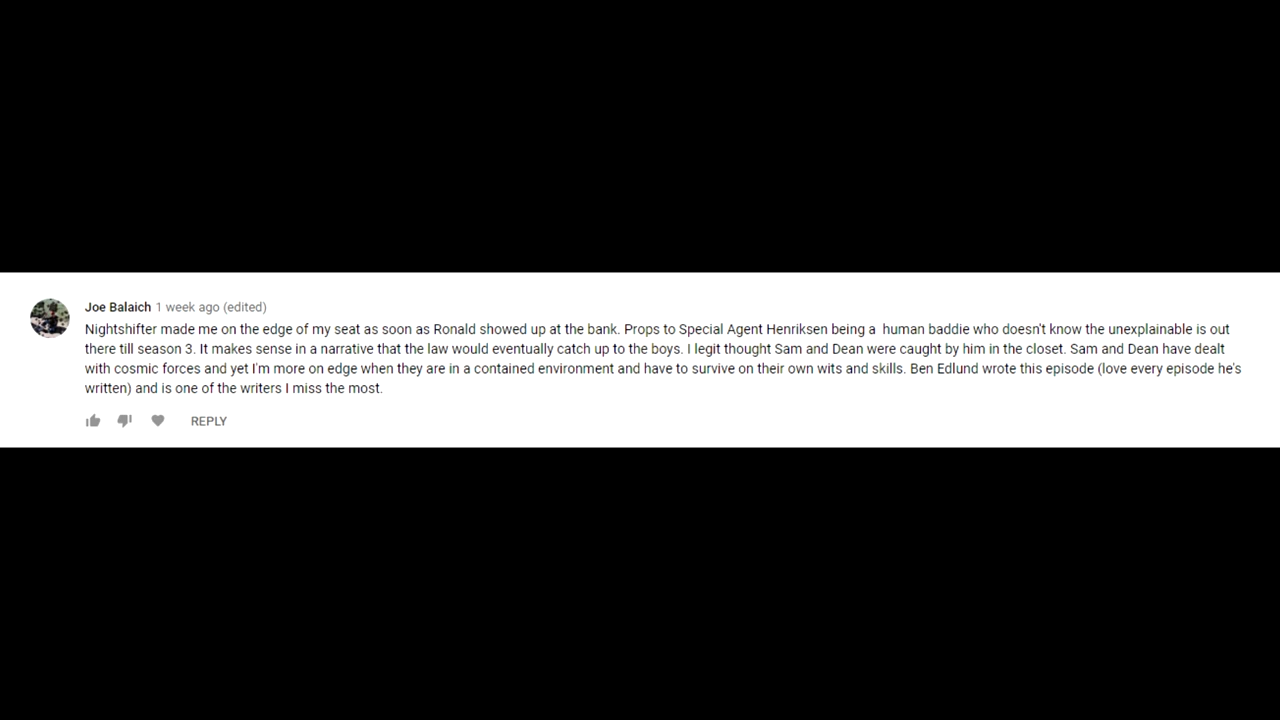 Joe Balaich 1 week ago (edited)
Nightshifter made me on the edge of my seat as soon as Ronald showed up at the bank. Props to Special Agent Henriksen being a  human baddie who doesn't know the unexplainable is out
there till season 3. It makes sense in a narrative that the law would eventually catch up to the boys. I legit thought Sam and Dean were caught by him in the closet. Sam and Dean have dealt
with cosmic forces and yet I'm more on edge when they are in a contained environment and have to survive on their own wits and skills. Ben Edlund wrote this episode (love every episode he's
written) and is one of the writers I miss the most.
REPLY